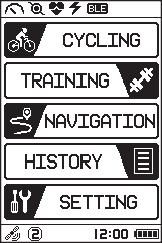 BLE
CYCLING
TRAINING
NAVIGATION
HISTORY
SETTING
2 12:00